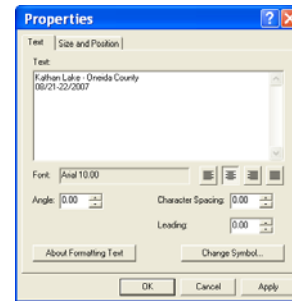 Properties
Text
Size and Position
Text:
Kathan Lake - Oneida County
08/21-22/2007
Font:
Arial 10.00
Angle:
0.00
Character Spacing:
0.00
Leading:
0.00
About Formatting Text
Change Symbol...
OK
Cancel
Apply